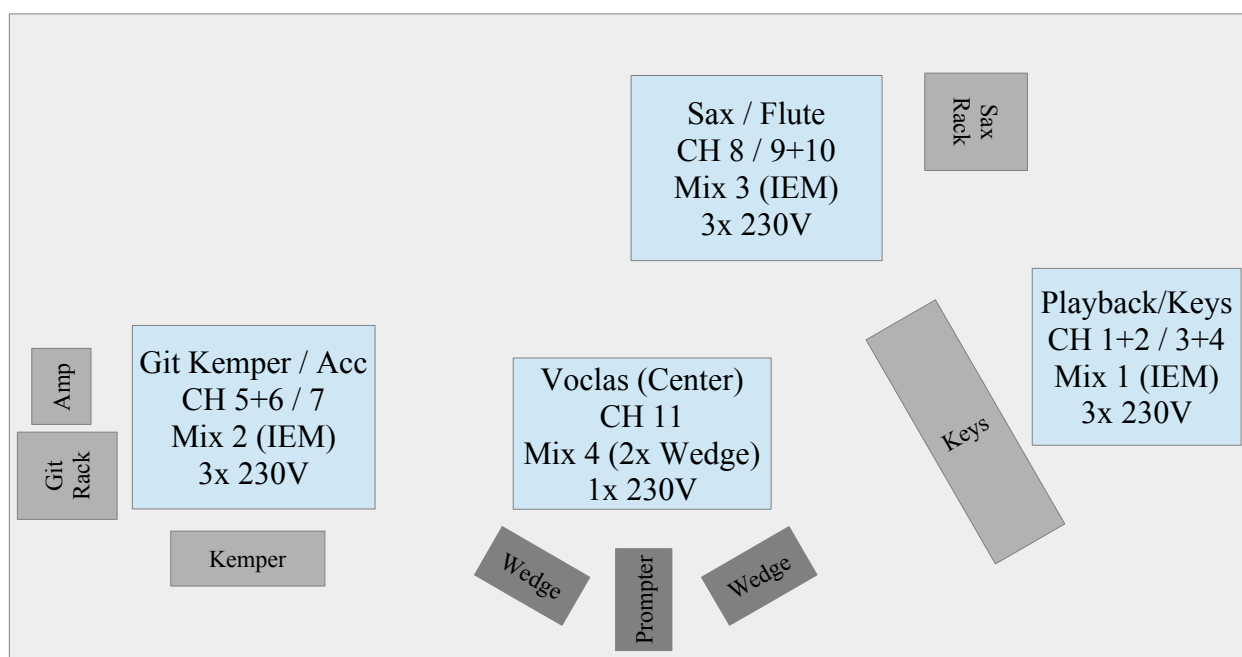 Sax / Flute
CH 8 / 9+10
Mix 3 (IEM)
3x 230V
Sax
Rack
Playback/Keys
CH 1+2 / 3+4
Mix 1 (IEM)
3x 230V
Keys
Amp
Git
Rack
Git Kemper / Acc
CH 5+6 / 7
Mix 2 (IEM)
3x 230V
Kemper
Voclas (Center)
CH 11
Mix 4 (2x Wedge)
1x 230V
Wedge
Prompter
Wedge